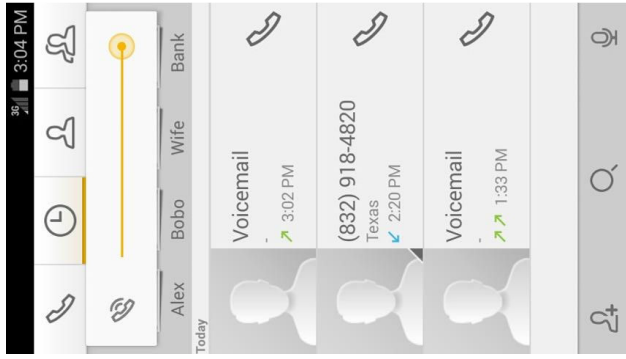 3G 3:04 PM
Alex Bobo Wife Bank
Today
Voicemail
-
3:02 PM
(832) 918-4820
Texas
2:20 PM
Voicemail
-
1:33 PM